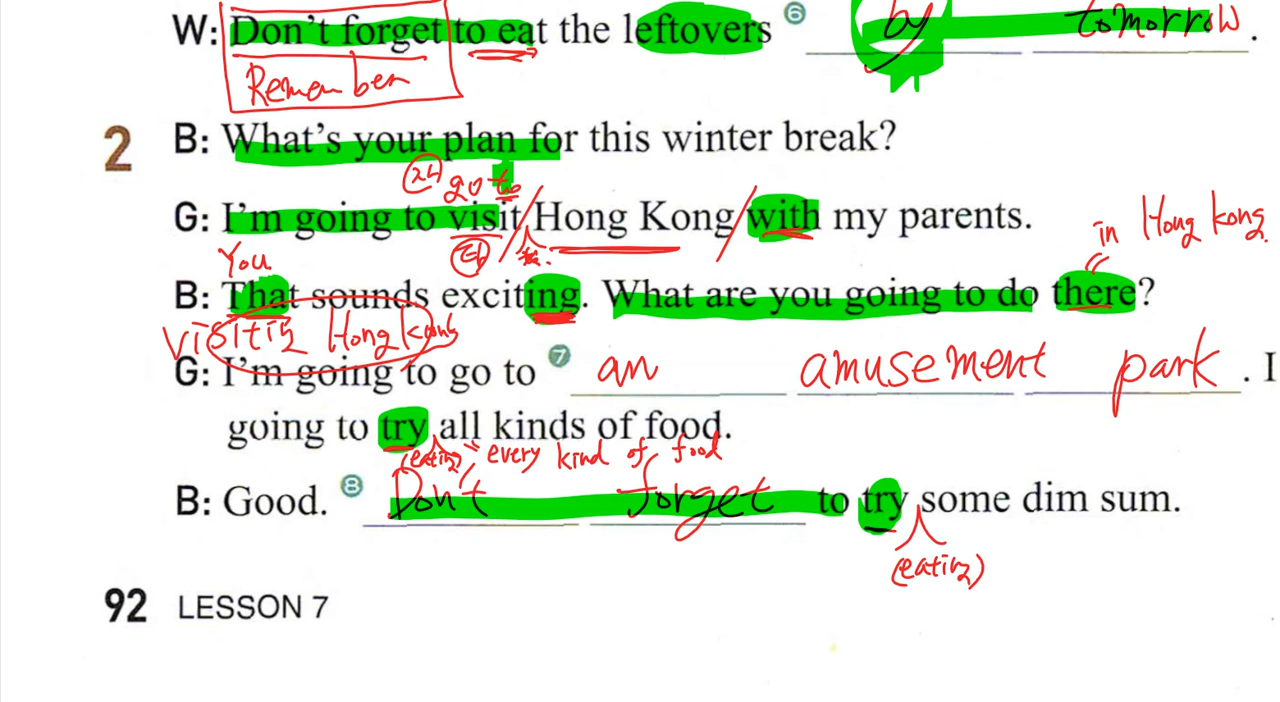 W: Don't forget to eat the leftovers ⑥ by tomorrow.
Remember
2 B: What's your plan for this winter break?
go to
G: I'm going to visit / Hong Kong / with my parents.
in Hong Kong.
You
B: That sounds exciting. What are you going to do there?
visiting Hong Kong
G: I'm going to go to ⑦ an amusement park. I
going to try all kinds of food.
(eating) = every kind of food
B: Good. ⑧ Don't forget to try some dim sum.
(eating)
92 LESSON 7